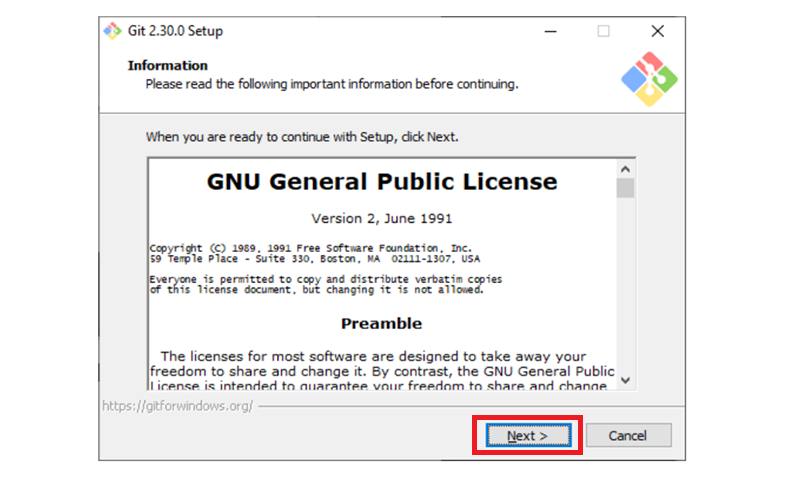 Git 2.30.0 Setup
Information
Please read the following important information before continuing.
When you are ready to continue with Setup, click Next.
GNU General Public License
Version 2, June 1991
Copyright (C) 1989, 1991 Free Software Foundation, Inc.
59 Temple Place - Suite 330, Boston, MA  02111-1307, USA
Everyone is permitted to copy and distribute verbatim copies
of this license document, but changing it is not allowed.
Preamble
The licenses for most software are designed to take away your
freedom to share and change it. By contrast, the GNU General Public
License is intended to guarantee your freedom to share and change
https://gitforwindows.org/
Next >
Cancel